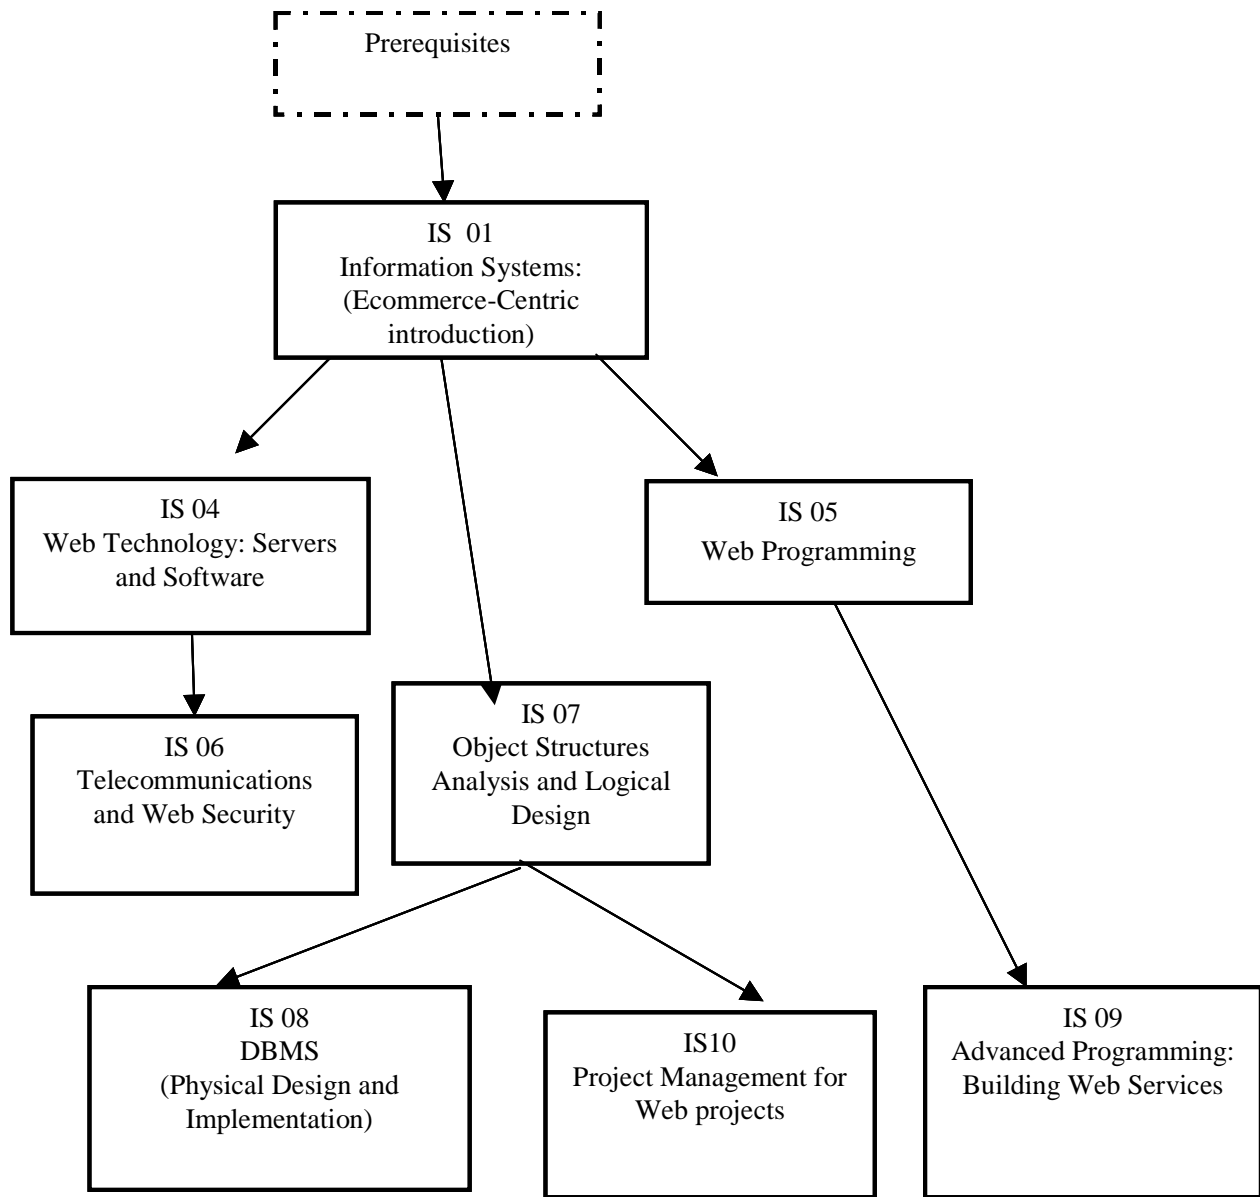 Prerequisites
IS  01
Information Systems:
(Ecommerce-Centric
introduction)
IS 04
Web Technology: Servers
and Software
IS 05
Web Programming
IS 06
Telecommunications
and Web Security
IS 07
Object Structures
Analysis and Logical
Design
IS 08
DBMS
(Physical Design and
Implementation)
IS10
Project Management for
Web projects
IS 09
Advanced Programming:
Building Web Services